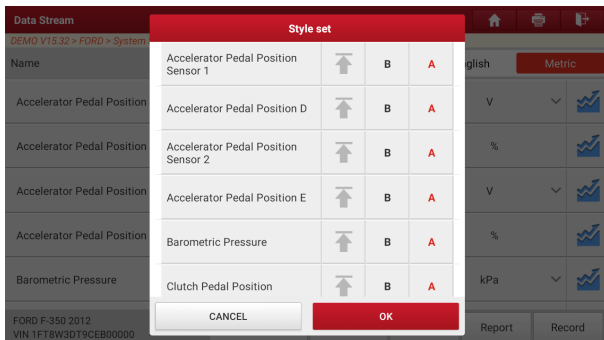 Data Stream
Style set
DEMO V15.32 > FORD > System
Name
glish
Metric
Accelerator Pedal Position
Sensor 1
B
A
Accelerator Pedal Position
V
Accelerator Pedal Position D
B
A
Accelerator Pedal Position
%
Accelerator Pedal Position
Sensor 2
B
A
Accelerator Pedal Position
V
Accelerator Pedal Position E
B
A
Accelerator Pedal Position
%
Barometric Pressure
B
A
Barometric Pressure
kPa
Clutch Pedal Position
B
A
CANCEL
OK
FORD F-350 2012
VIN 1FT8W3DT9CEB00000
Report
Record